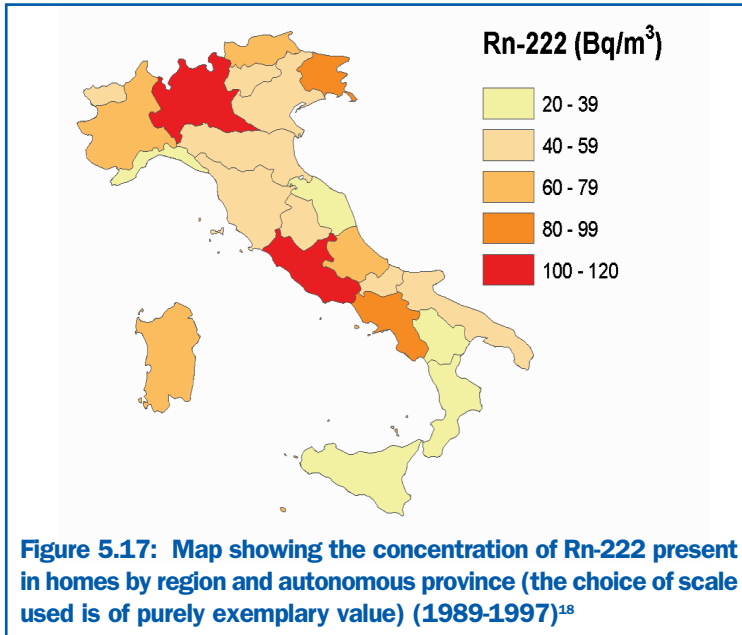 Rn-222 (Bq/m³)
20 - 39
40 - 59
60 - 79
80 - 99
100 - 120
Figure 5.17: Map showing the concentration of Rn-222 present
in homes by region and autonomous province (the choice of scale
used is of purely exemplary value) (1989-1997)¹⁸